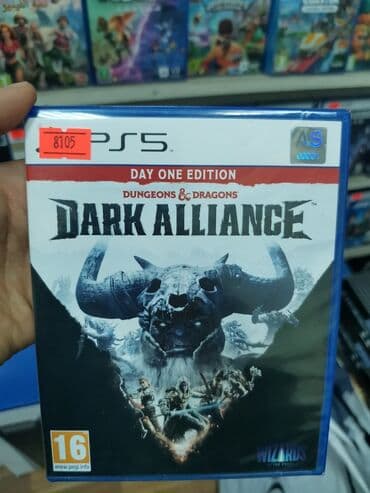 8105
PS5
DAY ONE EDITION
DUNGEONS & DRAGONS
DARK ALLIANCE
16
www.pegi.info
WIZARDS